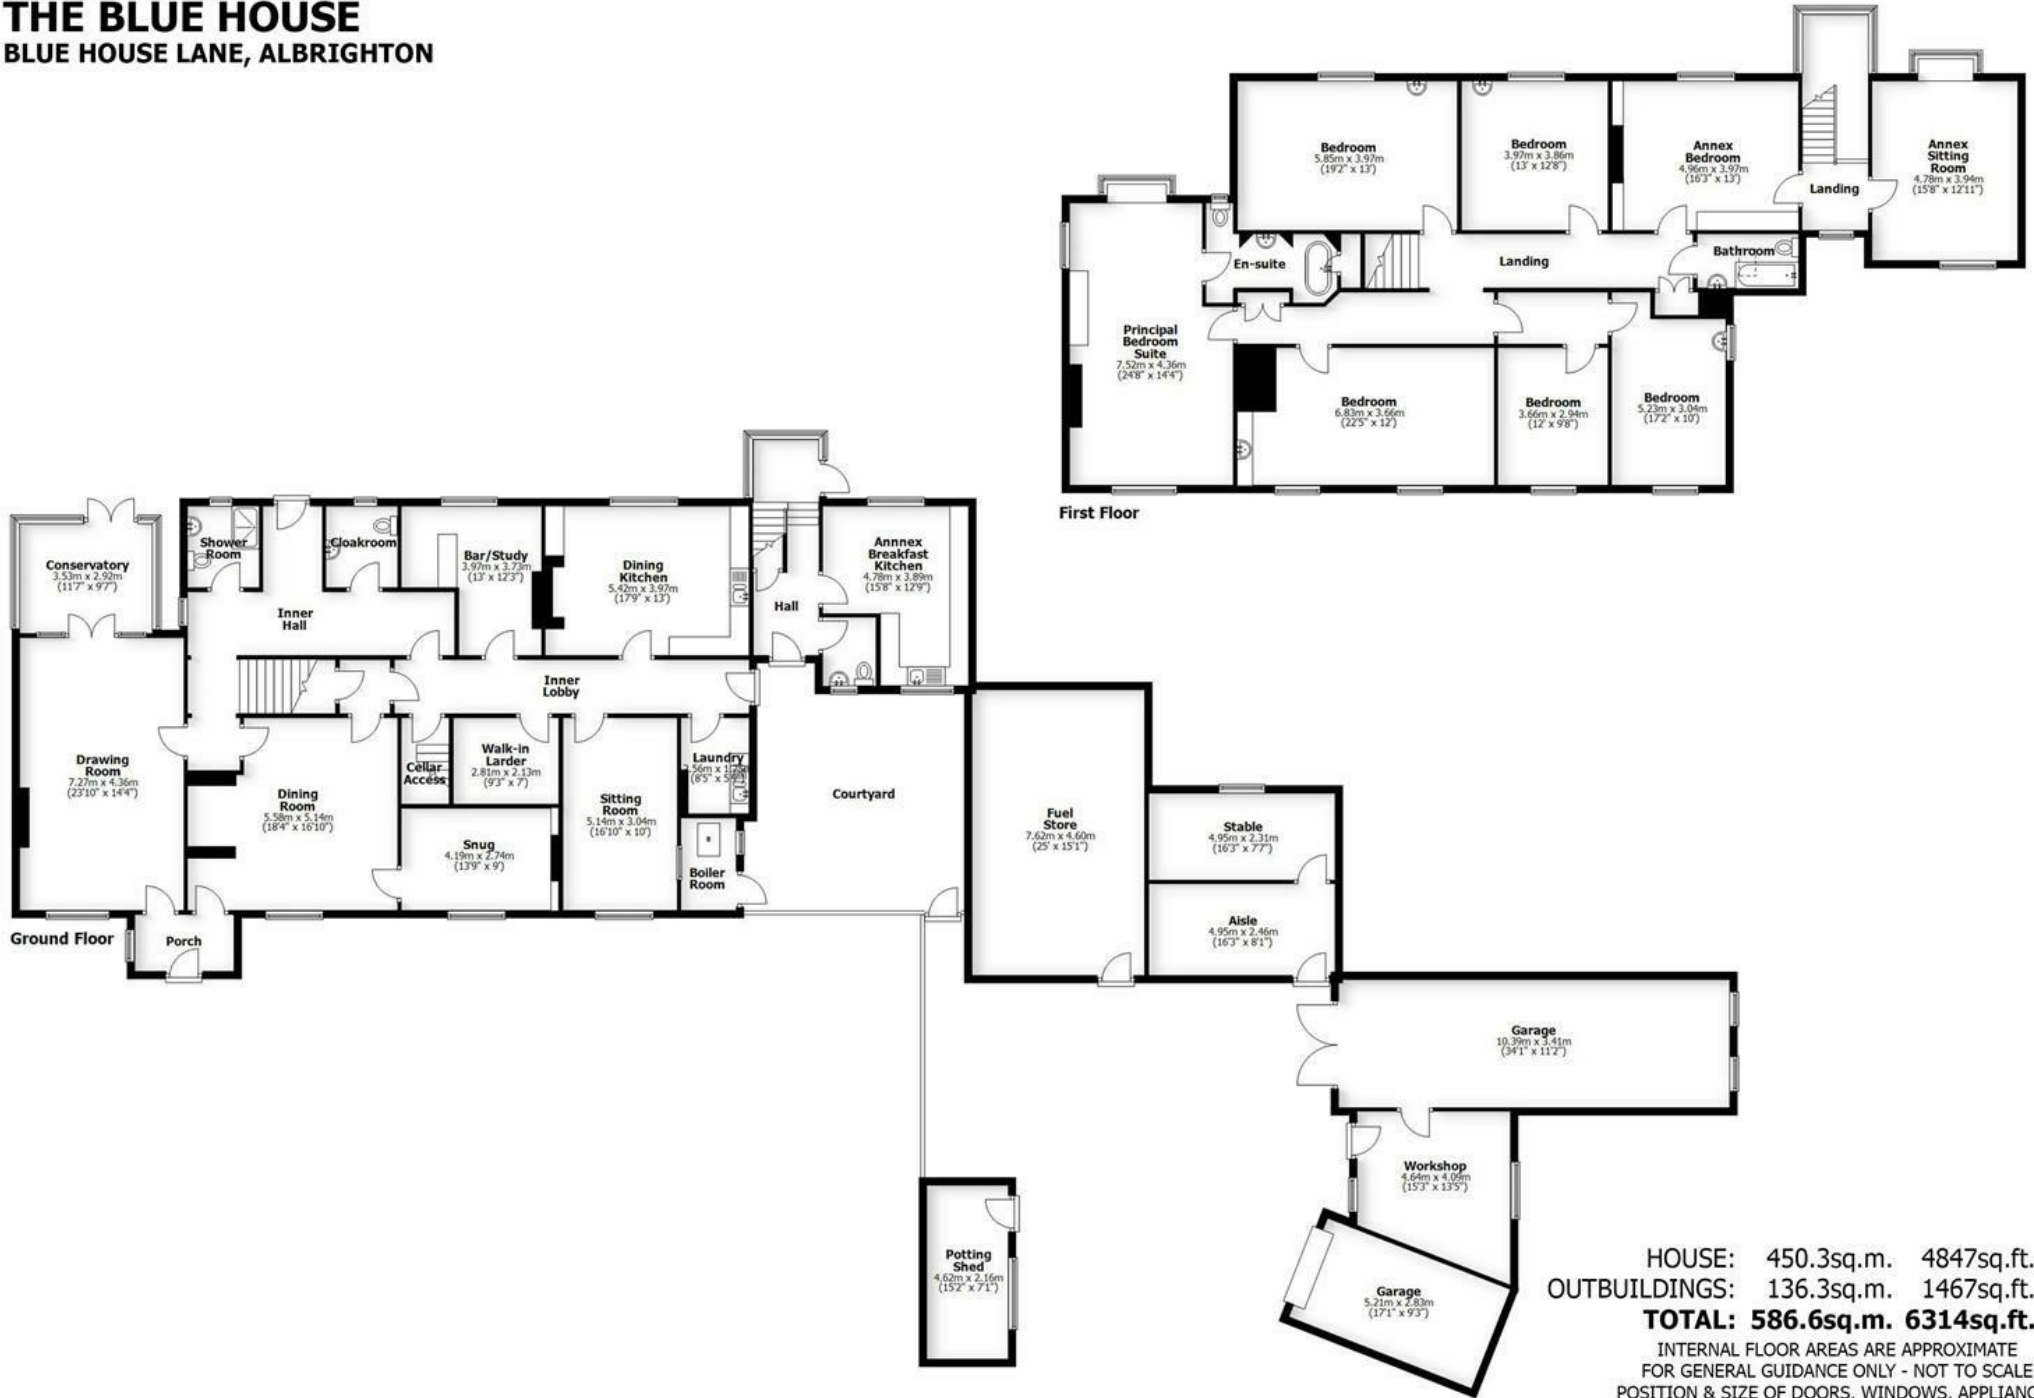 THE BLUE HOUSE
BLUE HOUSE LANE, ALBRIGHTON
Bedroom
5.85m x 3.97m
(19'2" x 13')
Bedroom
3.97m x 3.86m
(13' x 12'8")
Annex
Bedroom
4.96m x 3.97m
(16'3" x 13')
Landing
Annex
Sitting
Room
4.78m x 3.94m
(15'8" x 12'11")
En-suite
Landing
Bathroom
Principal
Bedroom
Suite
7.52m x 4.36m
(24'8" x 14'4")
Bedroom
6.83m x 3.66m
(22'5" x 12')
Bedroom
3.66m x 2.94m
(12' x 9'8")
Bedroom
5.23m x 3.04m
(17'2" x 10')
First Floor
Conservatory
3.53m x 2.92m
(11'7" x 9'7")
Shower
Room
Cloakroom
Inner
Hall
Bar/Study
3.97m x 3.73m
(13' x 12'3")
Dining
Kitchen
5.42m x 3.97m
(17'9" x 13')
Hall
Annnex
Breakfast
Kitchen
4.78m x 3.89m
(15'8" x 12'9")
Inner
Lobby
Drawing
Room
7.27m x 4.36m
(23'10" x 14'4")
Dining
Room
5.58m x 5.14m
(18'4" x 16'10")
Cellar
Access
Walk-in
Larder
2.81m x 2.13m
(9'3" x 7')
Snug
4.19m x 2.74m
(13'9" x 9')
Sitting
Room
5.14m x 3.04m
(16'10" x 10')
Laundry
(8'5" x
Boiler
Room
Courtyard
Fuel
Store
7.62m x 4.60m
(25' x 15'1")
Stable
4.95m x 2.31m
(16'3" x 7'7")
Aisle
4.95m x 2.46m
(16'3" x 8'1")
Ground Floor
Porch
Garage
10.39m x 3.41m
(34'1" x 11'2")
Workshop
4.64m x 4.09m
(15'3" x 13'5")
Potting
Shed
4.62m x 2.16m
(15'2" x 7'1")
Garage
5.21m x 2.83m
(17'1" x 9'3")
HOUSE: 450.3sq.m. 4847sq.ft.
OUTBUILDINGS: 136.3sq.m. 1467sq.ft.
TOTAL: 586.6sq.m. 6314sq.ft.
INTERNAL FLOOR AREAS ARE APPROXIMATE
FOR GENERAL GUIDANCE ONLY - NOT TO SCALE
POSITION & SIZE OF DOORS, WINDOWS,